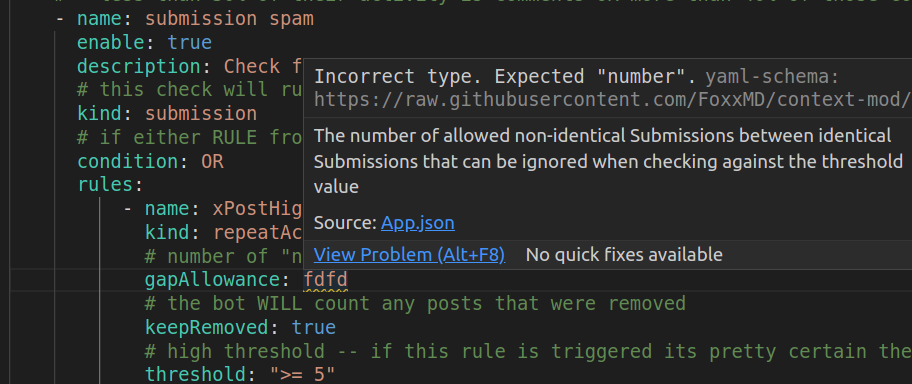 - name: submission spam
enable: true
description: Check f
# this check will ru
kind: submission
# if either RULE fro
condition: OR
rules:
- name: xPostHig
kind: repeatAc
# number of "n
gapAllowance: fdfd
# the bot WILL count any posts that were removed
keepRemoved: true
# high threshold -- if this rule is triggered its pretty certain the
threshold: ">= 5"
Incorrect type. Expected "number". yaml-schema:
https://raw.githubusercontent.com/FoxxMD/context-mod/
The number of allowed non-identical Submissions between identical
Submissions that can be ignored when checking against the threshold
value
Source: App.json
View Problem (Alt+F8) No quick fixes available